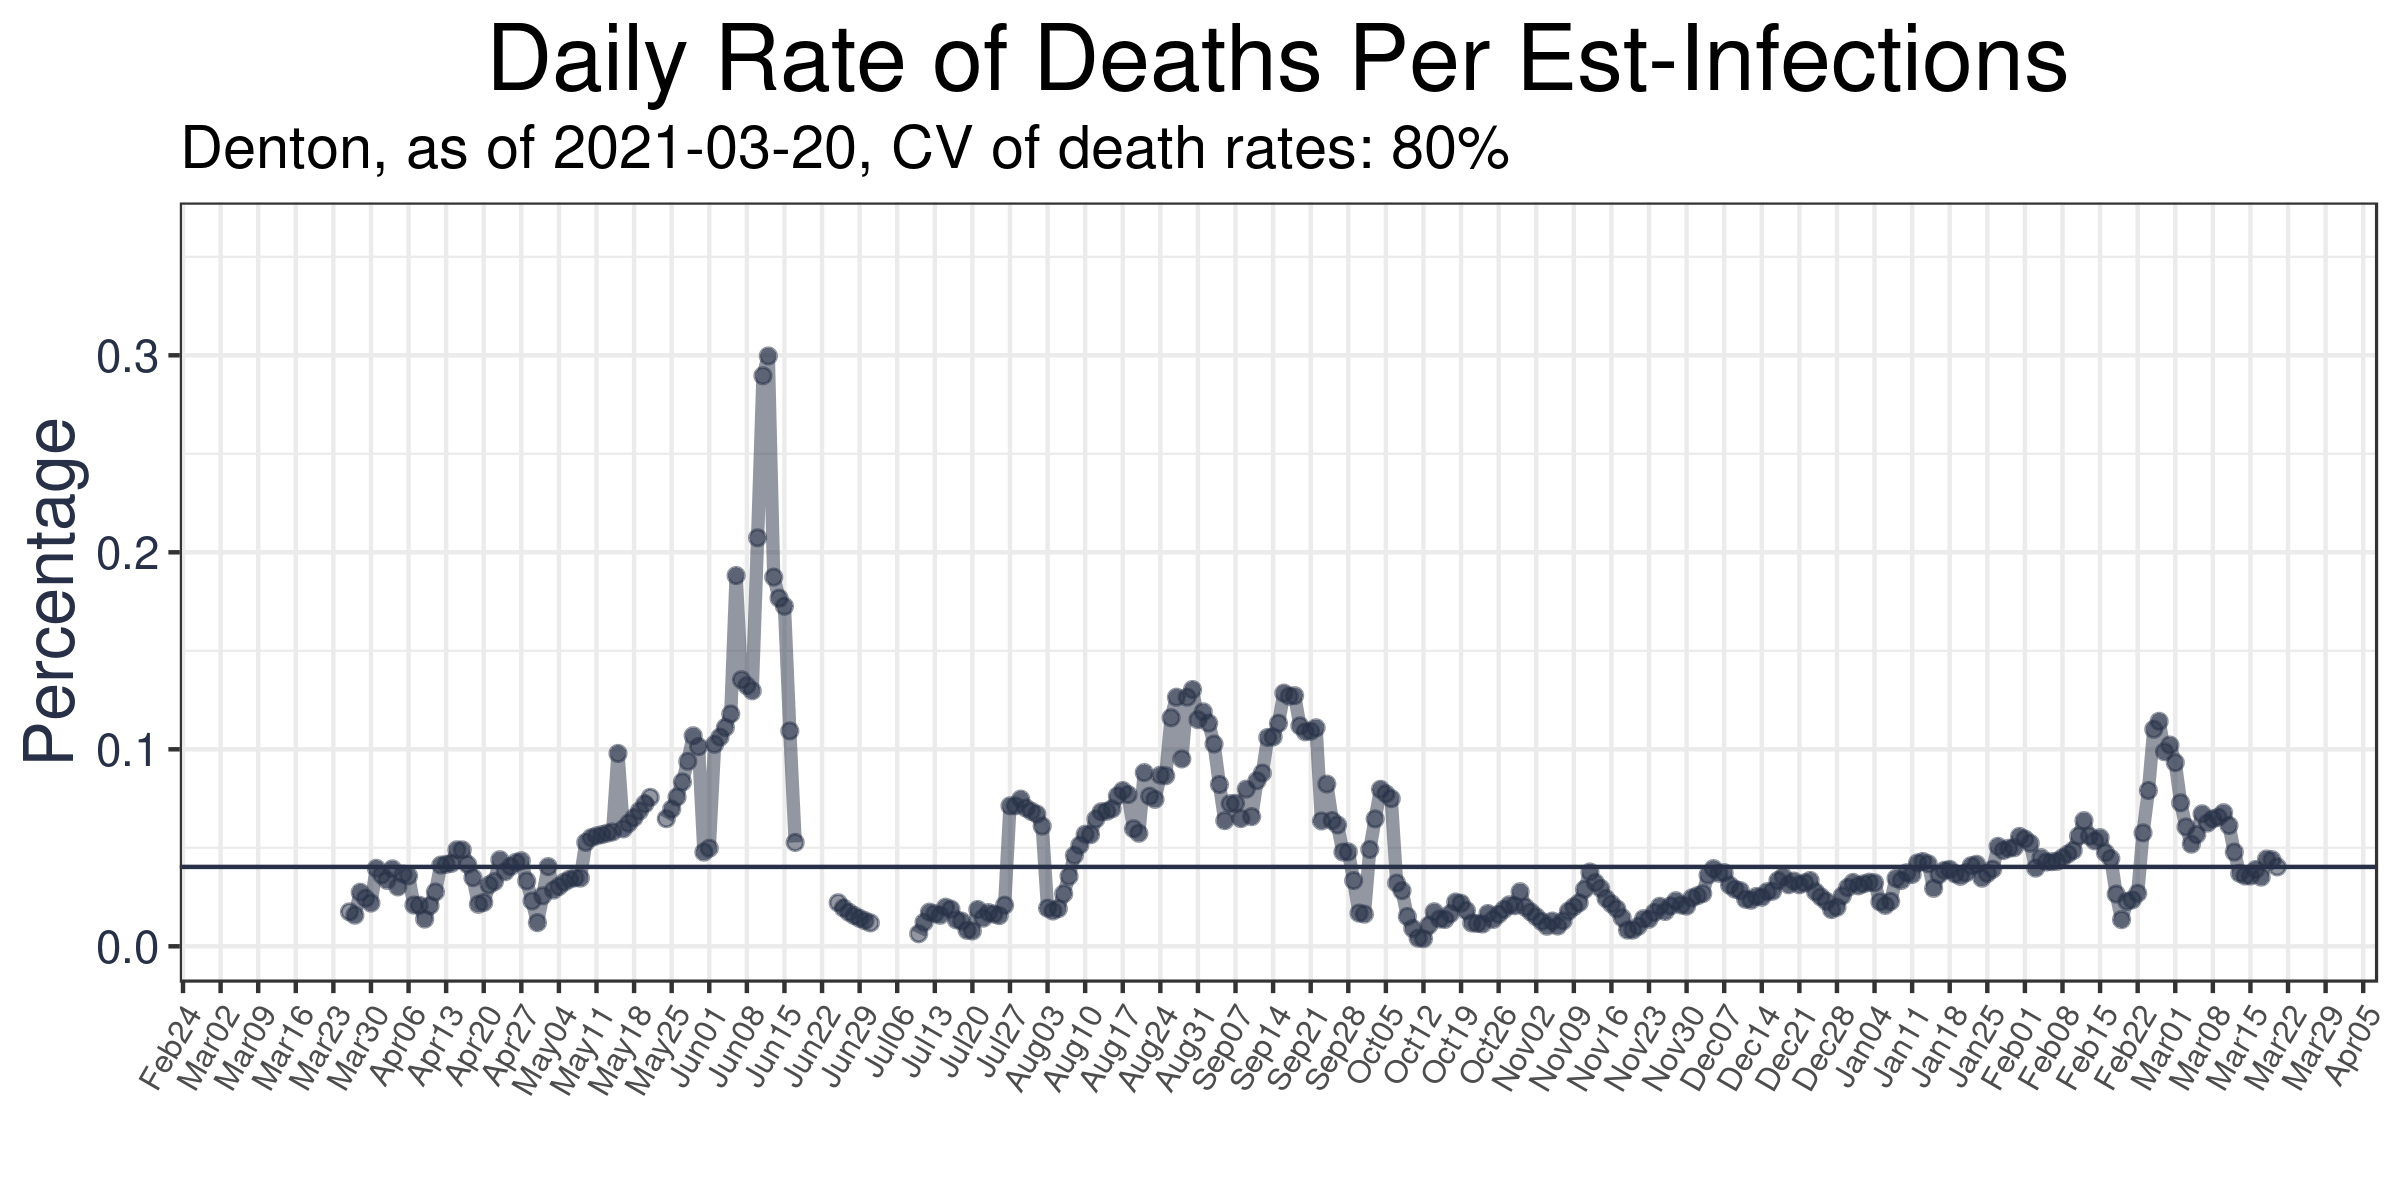 Daily Rate of Deaths Per Est-Infections
Denton, as of 2021-03-20, CV of death rates: 80%
Percentage
0.3
0.2
0.1
0.0
Feb24 Mar02 Mar09 Mar16 Mar23 Mar30 Apr06 Apr13 Apr20 Apr27 May04 May11 May18 May25 Jun01 Jun08 Jun15 Jun22 Jun29 Jul06 Jul13 Jul20 Jul27 Aug03 Aug10 Aug17 Aug24 Aug31 Sep07 Sep14 Sep21 Sep28 Oct05 Oct12 Oct19 Oct26 Nov02 Nov09 Nov16 Nov23 Nov30 Dec07 Dec14 Dec21 Dec28 Jan04 Jan11 Jan18 Jan25 Feb01 Feb08 Feb15 Feb22 Mar01 Mar08 Mar15 Mar22 Mar29 Apr05